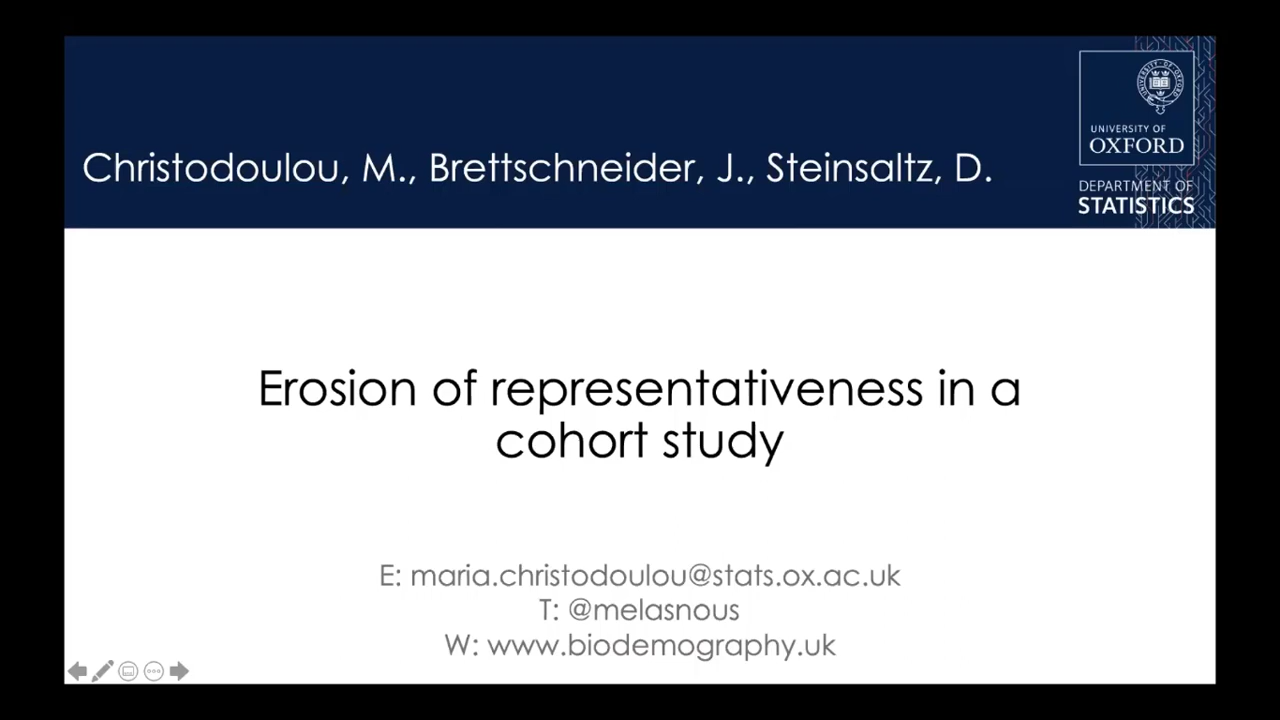 Christodoulou, M., Brettschneider, J., Steinsaltz, D.
UNIVERSITY OF
OXFORD
DEPARTMENT OF
STATISTICS
Erosion of representativeness in a
cohort study
E: maria.christodoulou@stats.ox.ac.uk
T: @melasnous
W: www.biodemography.uk